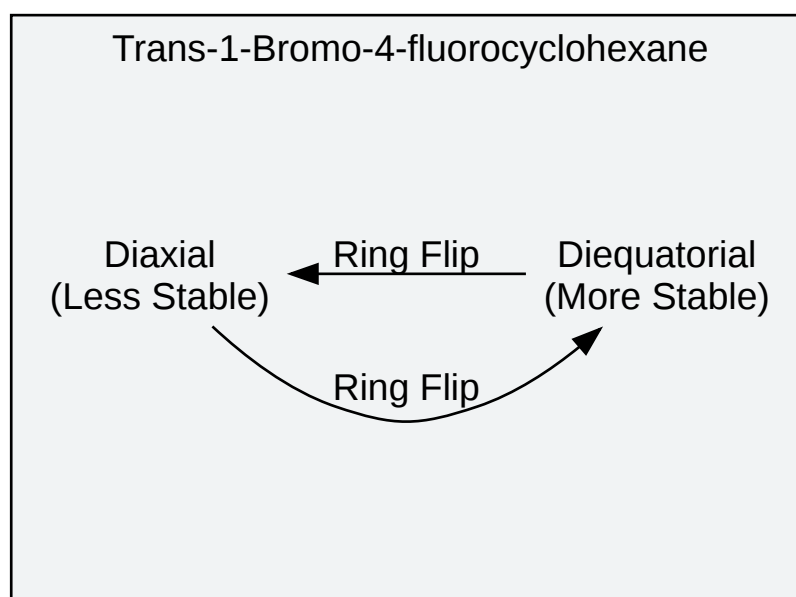 Trans-1-Bromo-4-fluorocyclohexane
Diaxial
(Less Stable)
Ring Flip
Diequatorial
(More Stable)
Ring Flip